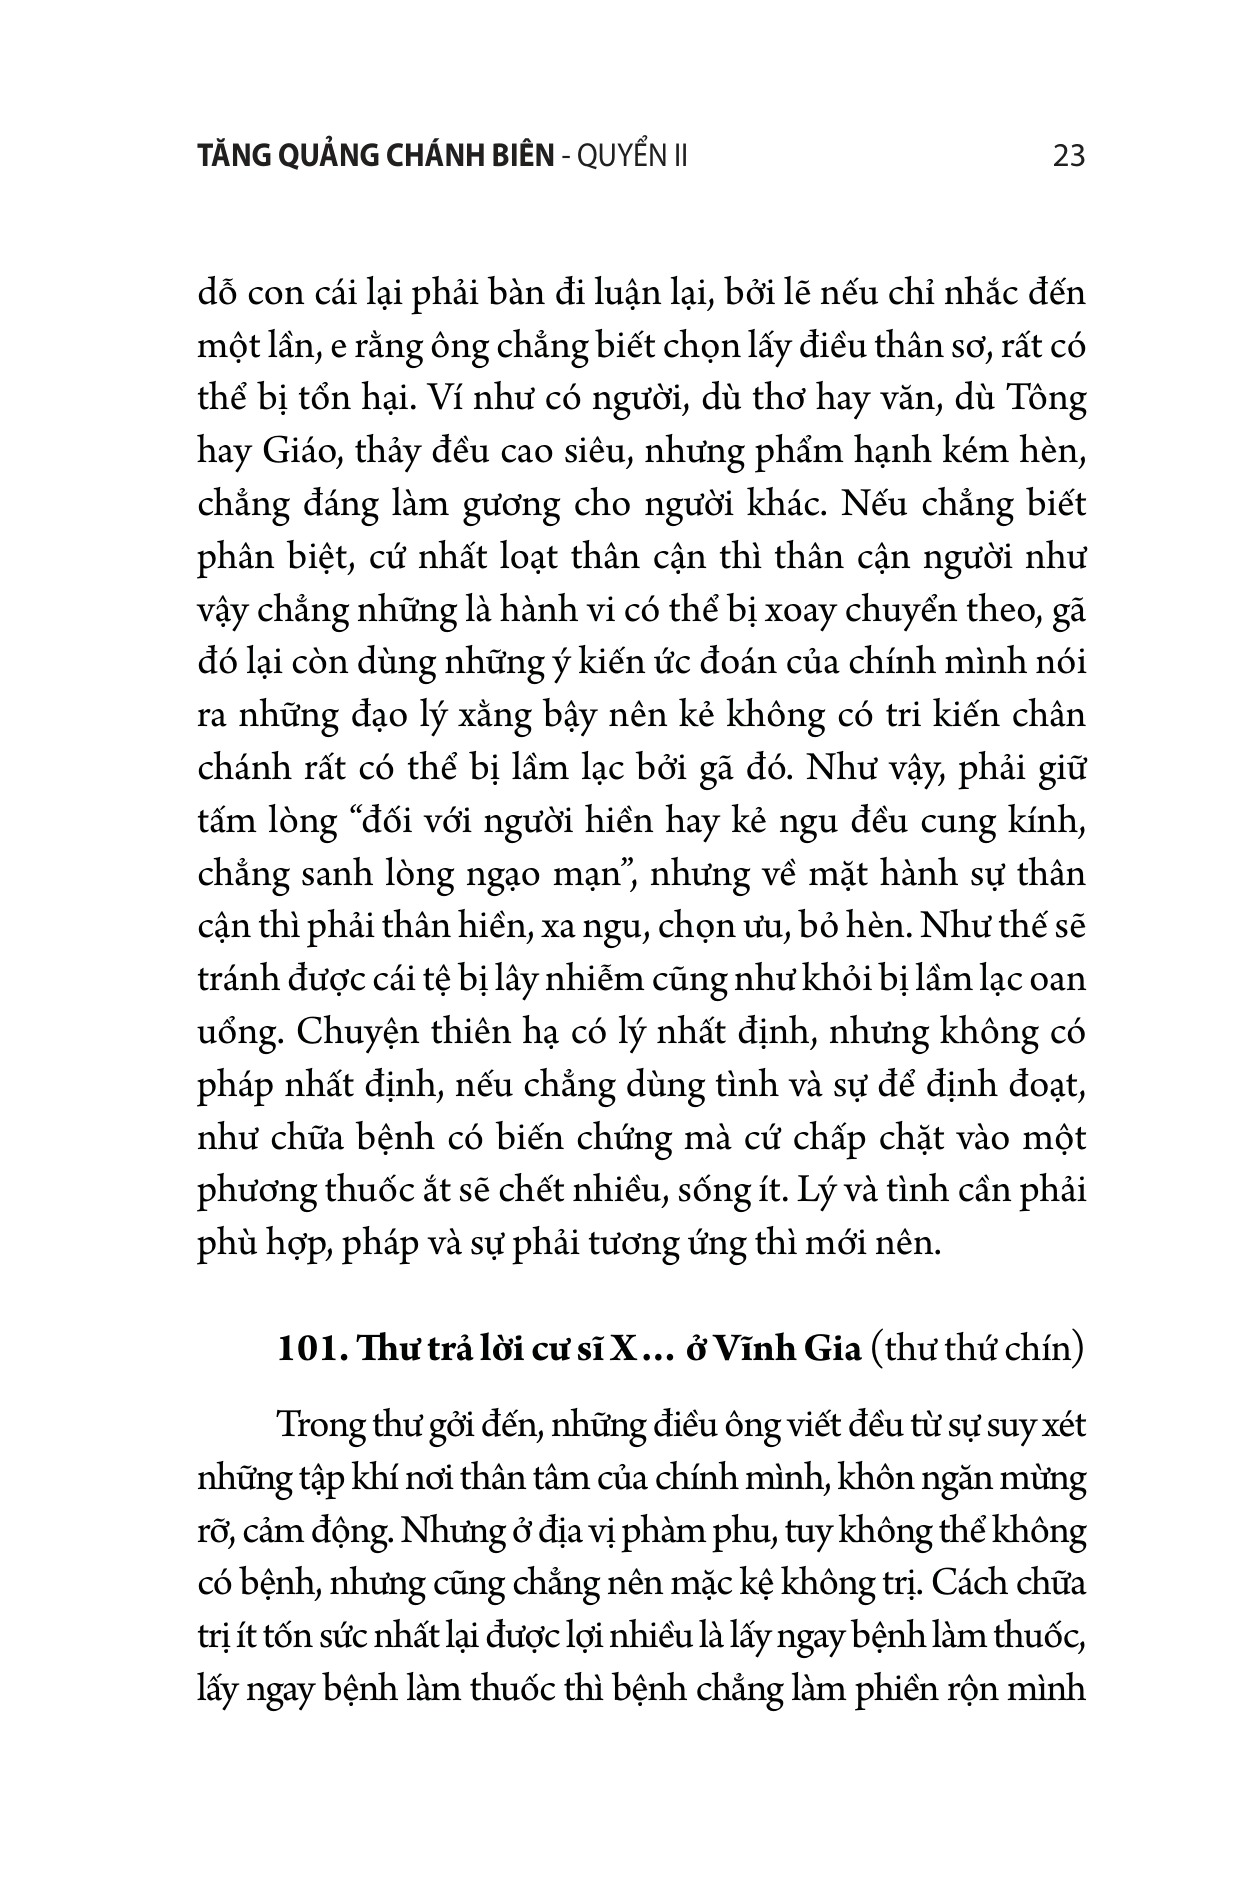 TĂNG QUẢNG CHÁNH BIÊN - QUYỂN II 23
dỗ con cái lại phải bàn đi luận lại, bởi lẽ nếu chỉ nhắc đến
một lần, e rằng ông chẳng biết chọn lấy điều thân sơ, rất có
thể bị tổn hại. Ví như có người, dù thơ hay văn, dù Tông
hay Giáo, thảy đều cao siêu, nhưng phẩm hạnh kém hèn,
chẳng đáng làm gương cho người khác. Nếu chẳng biết
phân biệt, cứ nhất loạt thân cận thì thân cận người như
vậy chẳng những là hành vi có thể bị xoay chuyển theo, gã
đó lại còn dùng những ý kiến ức đoán của chính mình nói
ra những đạo lý xằng bậy nên kẻ không có tri kiến chân
chánh rất có thể bị lầm lạc bởi gã đó. Như vậy, phải giữ
tấm lòng “đối với người hiền hay kẻ ngu đều cung kính,
chẳng sanh lòng ngạo mạn”, nhưng về mặt hành sự thân
cận thì phải thân hiền, xa ngu, chọn ưu, bỏ hèn. Như thế sẽ
tránh được cái tệ bị lây nhiễm cũng như khỏi bị lầm lạc oan
uổng. Chuyện thiên hạ có lý nhất định, nhưng không có
pháp nhất định, nếu chẳng dùng tình và sự để định đoạt,
như chữa bệnh có biến chứng mà cứ chấp chặt vào một
phương thuốc ắt sẽ chết nhiều, sống ít. Lý và tình cần phải
phù hợp, pháp và sự phải tương ứng thì mới nên.
101. Thư trả lời cư sĩ X… ở Vĩnh Gia (thư thứ chín)
Trong thư gởi đến, những điều ông viết đều từ sự suy xét
những tập khí nơi thân tâm của chính mình, khôn ngăn mừng
rỡ, cảm động. Nhưng ở địa vị phàm phu, tuy không thể không
có bệnh, nhưng cũng chẳng nên mặc kệ không trị. Cách chữa
trị ít tốn sức nhất lại được lợi nhiều là lấy ngay bệnh làm thuốc,
lấy ngay bệnh làm thuốc thì bệnh chẳng làm phiền rộn mình